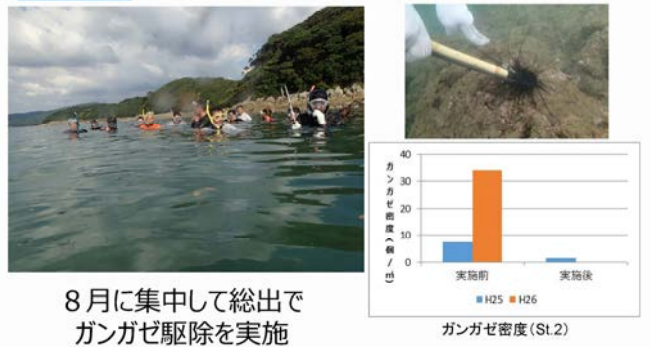 ８月に集中して総出で
ガンガゼ駆除を実施
ガンガゼ密度（個/㎡）
40
30
20
10
0
実施前
実施後
H25
H26
ガンガゼ密度（St.2）